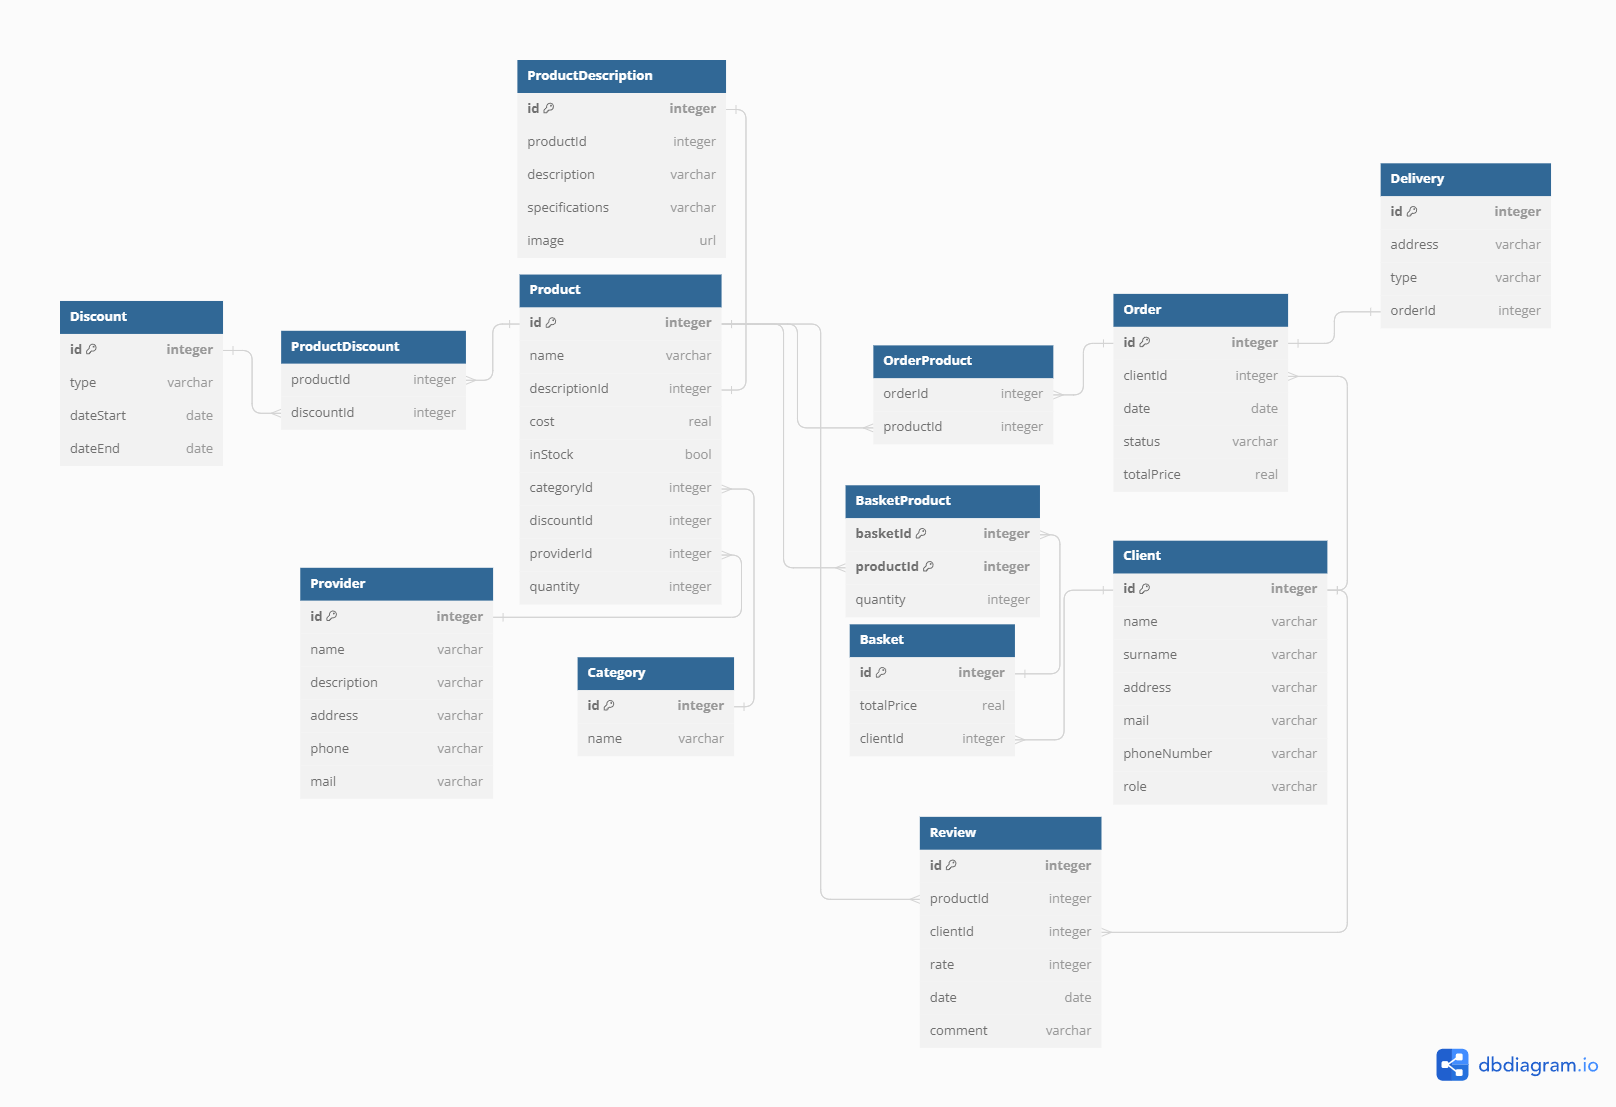 ProductDescription
id integer
productId integer
description varchar
specifications varchar
image url
Delivery
id integer
address varchar
type varchar
orderId integer
Product
id integer
name varchar
descriptionId integer
cost real
inStock bool
categoryId integer
discountId integer
providerId integer
quantity integer
Discount
id integer
type varchar
dateStart date
dateEnd date
ProductDiscount
productId integer
discountId integer
Order
id integer
clientId integer
date date
status varchar
totalPrice real
OrderProduct
orderId integer
productId integer
BasketProduct
basketId integer
productId integer
quantity integer
Client
id integer
name varchar
surname varchar
address varchar
mail varchar
phoneNumber varchar
role varchar
Provider
id integer
name varchar
description varchar
address varchar
phone varchar
mail varchar
Basket
id integer
totalPrice real
clientId integer
Category
id integer
name varchar
Review
id integer
productId integer
clientId integer
rate integer
date date
comment varchar
dbdiagram.io